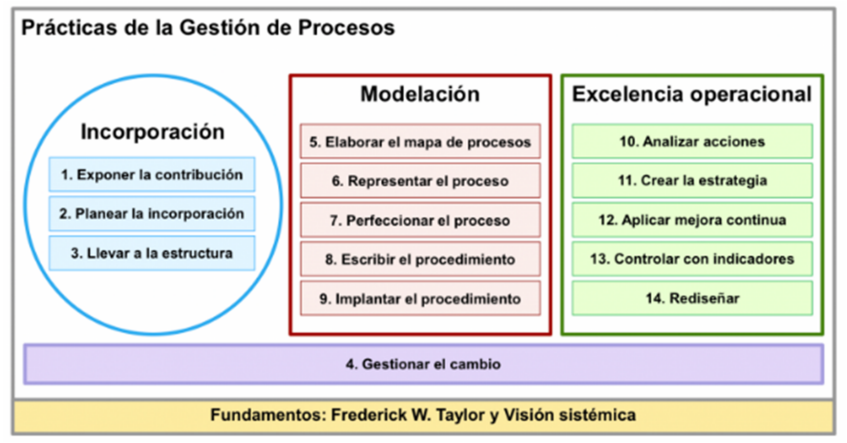 Prácticas de la Gestión de Procesos
Incorporación
1. Exponer la contribución
2. Planear la incorporación
3. Llevar a la estructura
Modelación
5. Elaborar el mapa de procesos
6. Representar el proceso
7. Perfeccionar el proceso
8. Escribir el procedimiento
9. Implantar el procedimiento
Excelencia operacional
10. Analizar acciones
11. Crear la estrategia
12. Aplicar mejora continua
13. Controlar con indicadores
14. Rediseñar
4. Gestionar el cambio
Fundamentos: Frederick W. Taylor y Visión sistémica